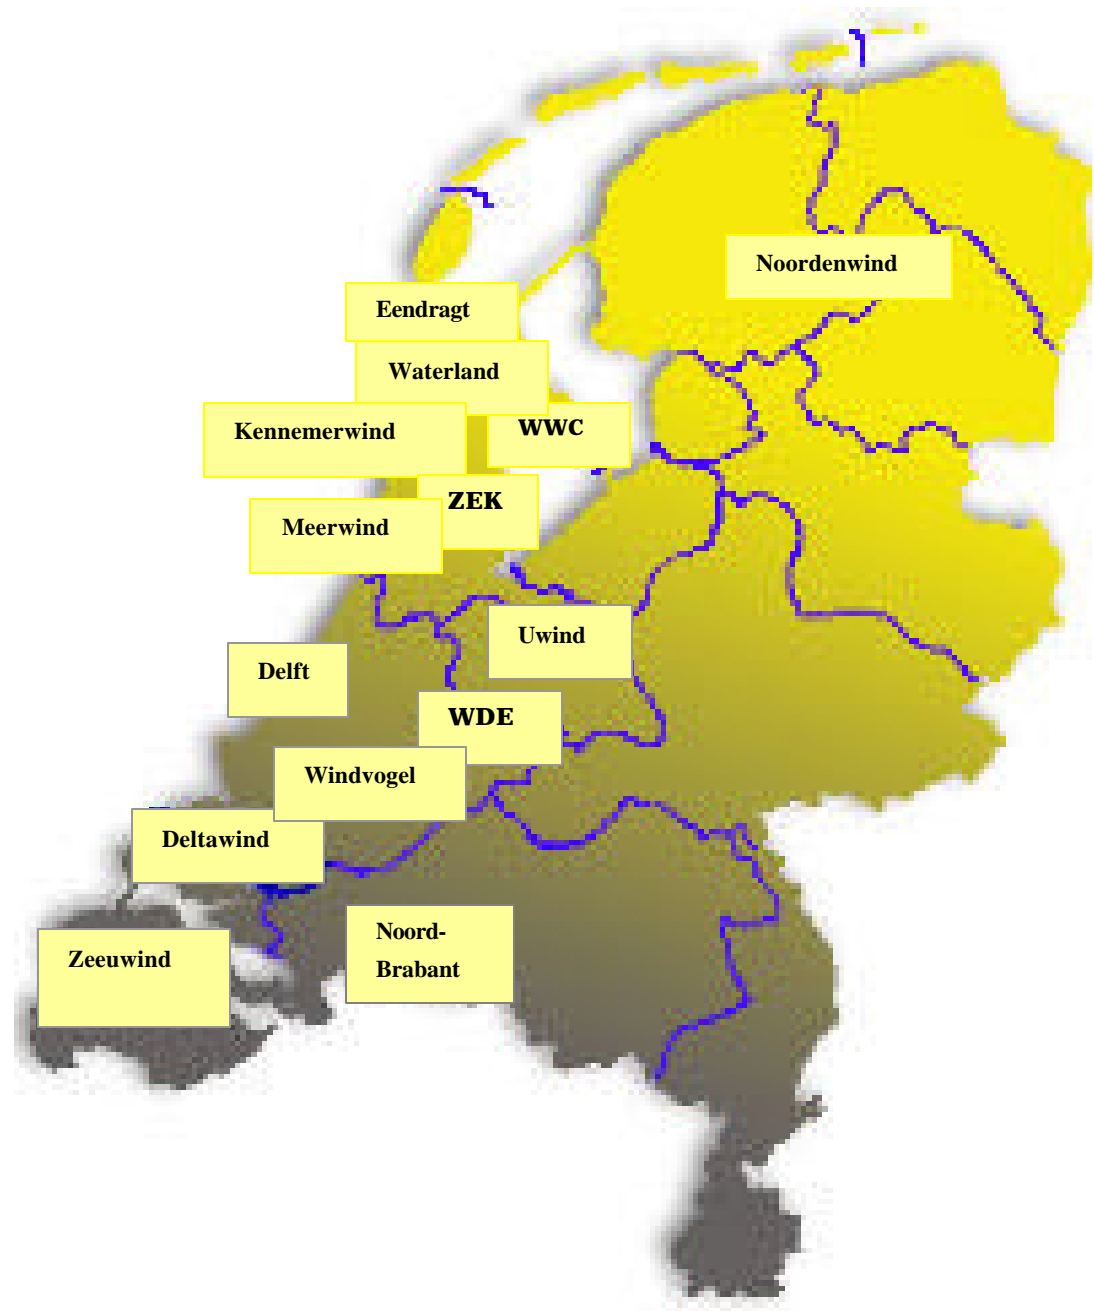 Noordenwind
Eendragt
Waterland
Kennemerwind
WWC
ZEK
Meerwind
Uwind
Delft
WDE
Windvogel
Deltawind
Noord-
Brabant
Zeeuwind